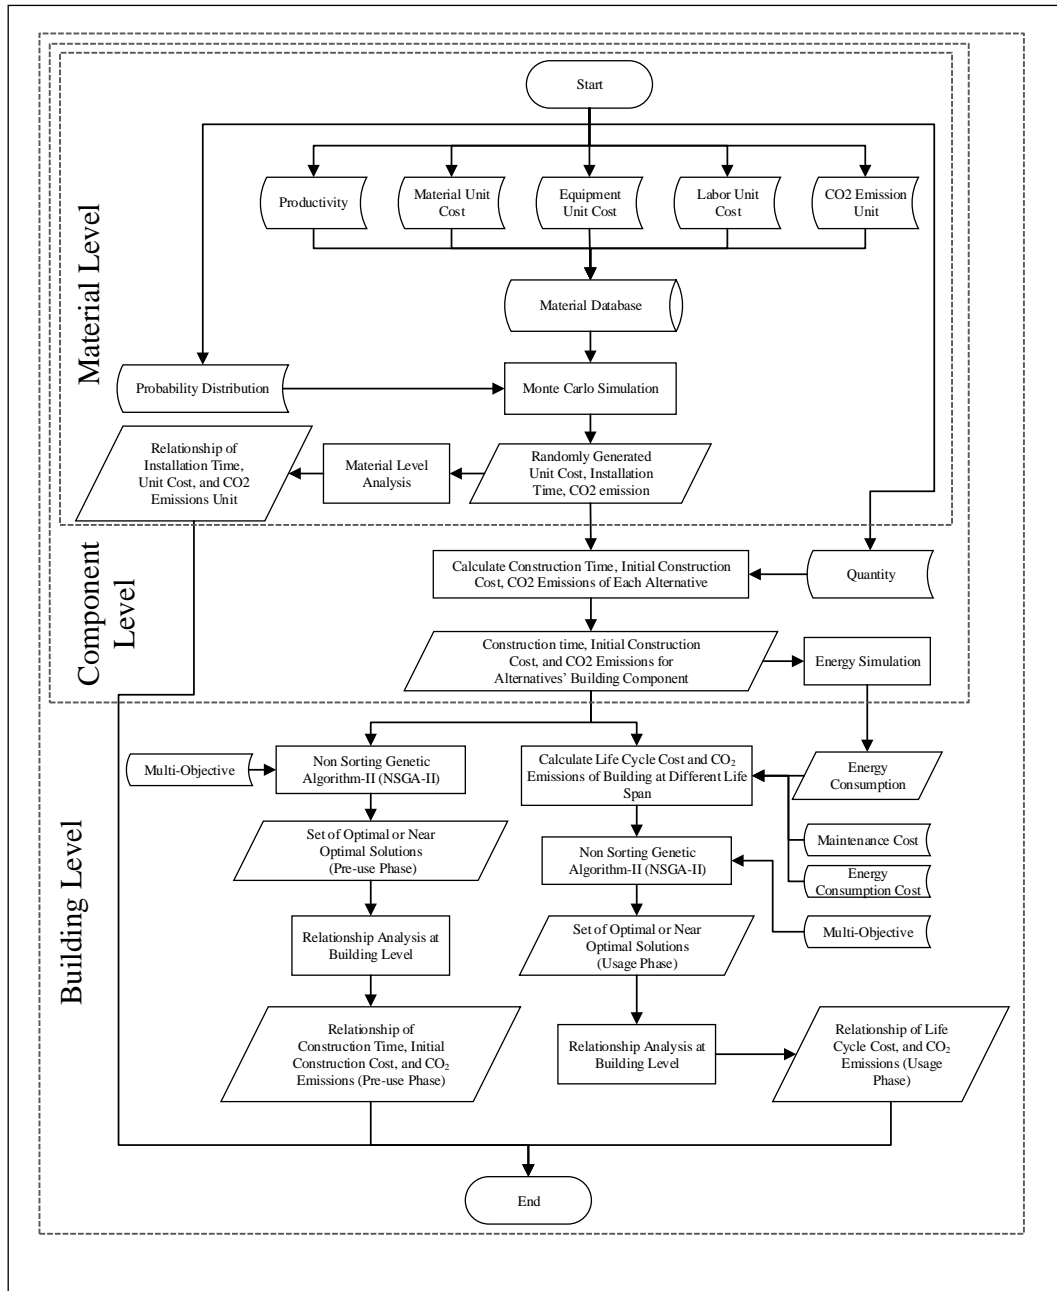 Start
Productivity
Material Unit
Cost
Equipment
Unit Cost
Labor Unit
Cost
CO2 Emission
Unit
Material Level
Material Database
Probability Distribution
Monte Carlo Simulation
Relationship of
Installation Time,
Unit Cost, and CO2
Emissions Unit
Material Level
Analysis
Randomly Generated
Unit Cost, Installation
Time, CO2 emission
Component
Level
Calculate Construction Time, Initial Construction
Cost, CO2 Emissions of Each Alternative
Quantity
Construction time, Initial Construction
Cost, and CO2 Emissions for
Alternatives’ Building Component
Energy Simulation
Building Level
Multi-Objective
Non Sorting Genetic
Algorithm-II (NSGA-II)
Calculate Life Cycle Cost and CO₂
Emissions of Building at Different Life
Span
Energy
Consumption
Maintenance Cost
Energy
Consumption Cost
Multi-Objective
Set of Optimal or Near
Optimal Solutions
(Pre-use Phase)
Non Sorting Genetic
Algorithm-II (NSGA-II)
Relationship Analysis at
Building Level
Set of Optimal or Near
Optimal Solutions
(Usage Phase)
Relationship of
Construction Time, Initial
Construction Cost, and CO₂
Emissions (Pre-use Phase)
Relationship Analysis at
Building Level
Relationship of Life
Cycle Cost, and CO₂
Emissions (Usage
Phase)
End